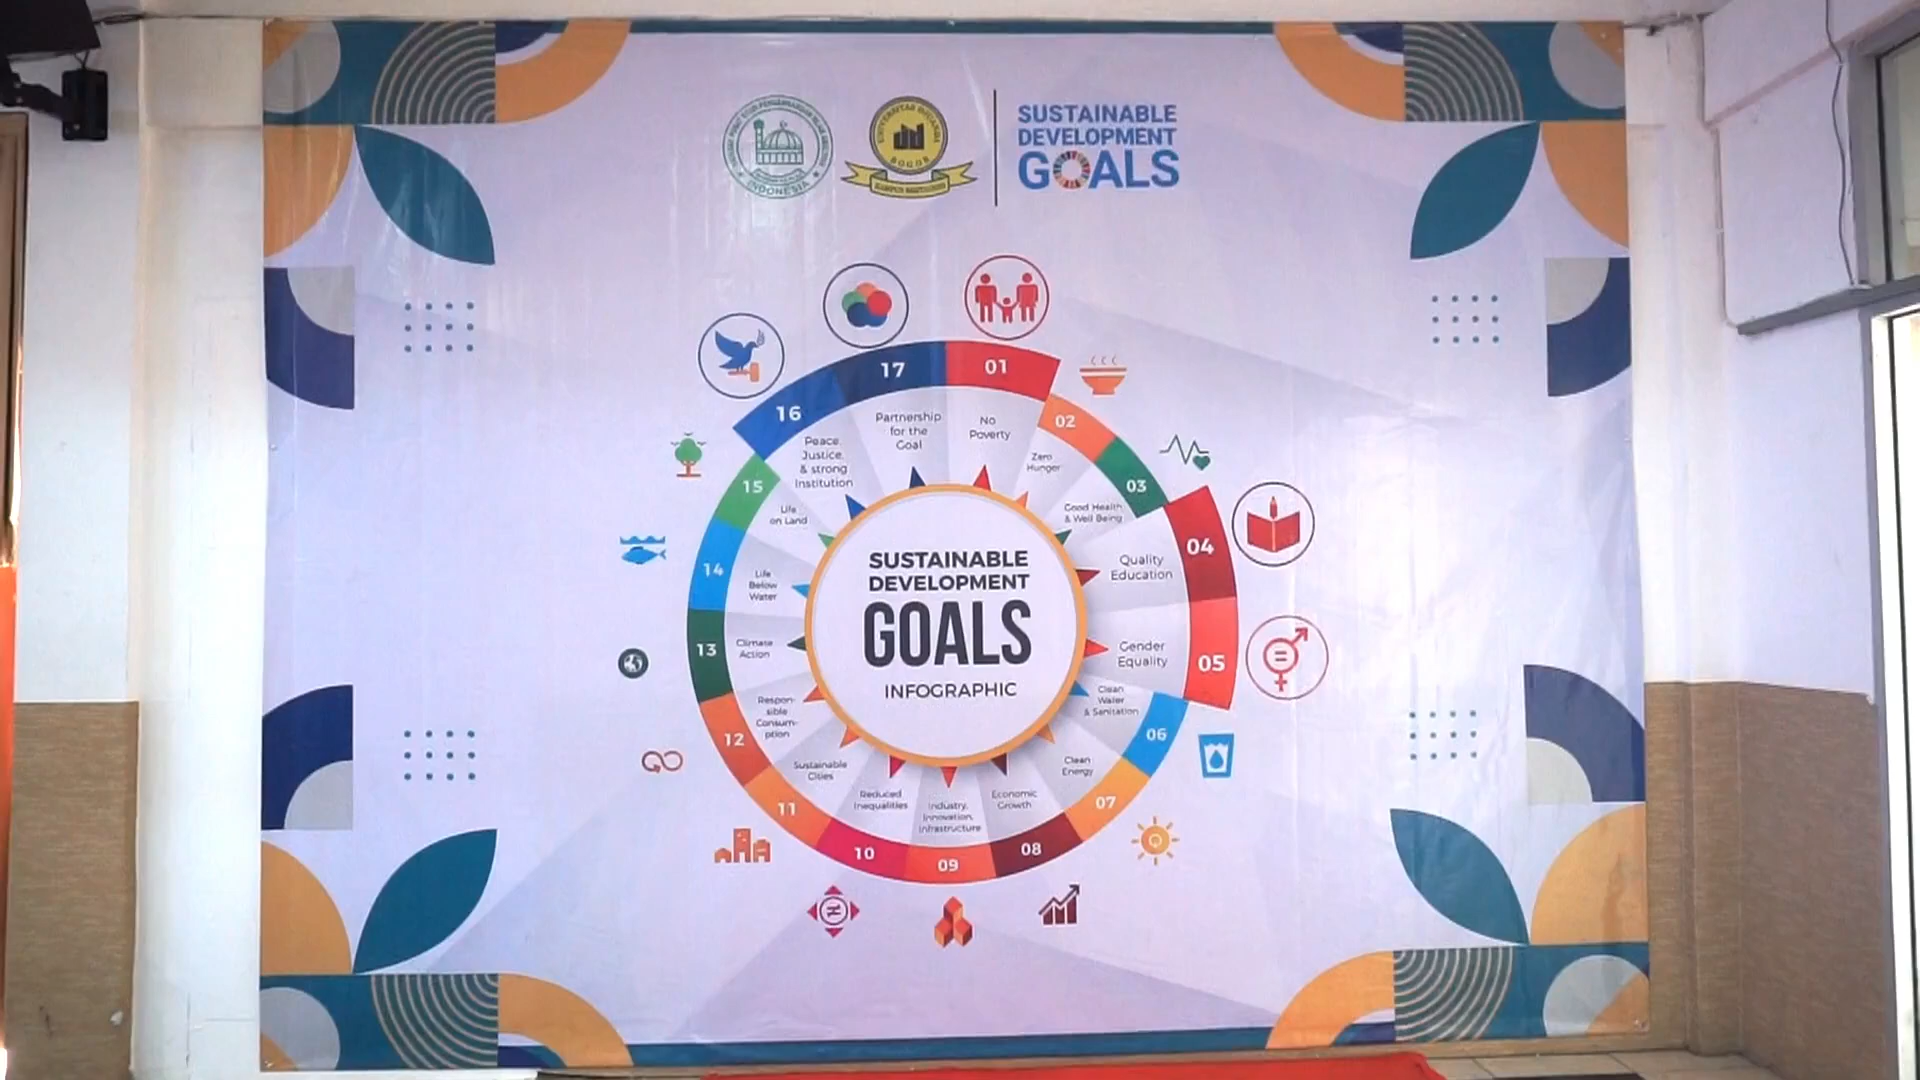 INDONESIA
BOGOR
SUSTAINABLE
DEVELOPMENT
GOALS
17
01
16
02
Partnership
for the
Goal
No
Poverty
Peace,
Justice,
& strong
Institution
Zero
Hunger
15
03
Life
on Land
Good Health
& Well Being
04
Quality
Education
14
Life
Below
Water
SUSTAINABLE
DEVELOPMENT
GOALS
INFOGRAPHIC
13
Climate
Action
Gender
Equality
05
Clean
Water
& Sanitation
06
12
Respon-
sible
Consum-
ption
Sustainable
Cities
Clean
Energy
11
07
Reduced
Inequalities
Industry,
Innovation,
Infrastructure
Economic
Growth
10
09
08